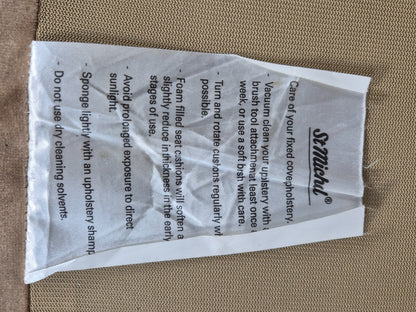 St Michael®
Care of your fixed cover upholstery.
- Vacuum clean your upholstery with a
brush tool attachment at least once a
week, or use a soft brush with care.
- Turn and rotate cushions regularly wh
possible.
- Foam filled seat cushions will soften a
slightly reduce in thickness in the early
stages of use.
- Avoid prolonged exposure to direct
sunlight.
- Sponge lightly with an upholstery shamp
- Do not use dry cleaning solvents.